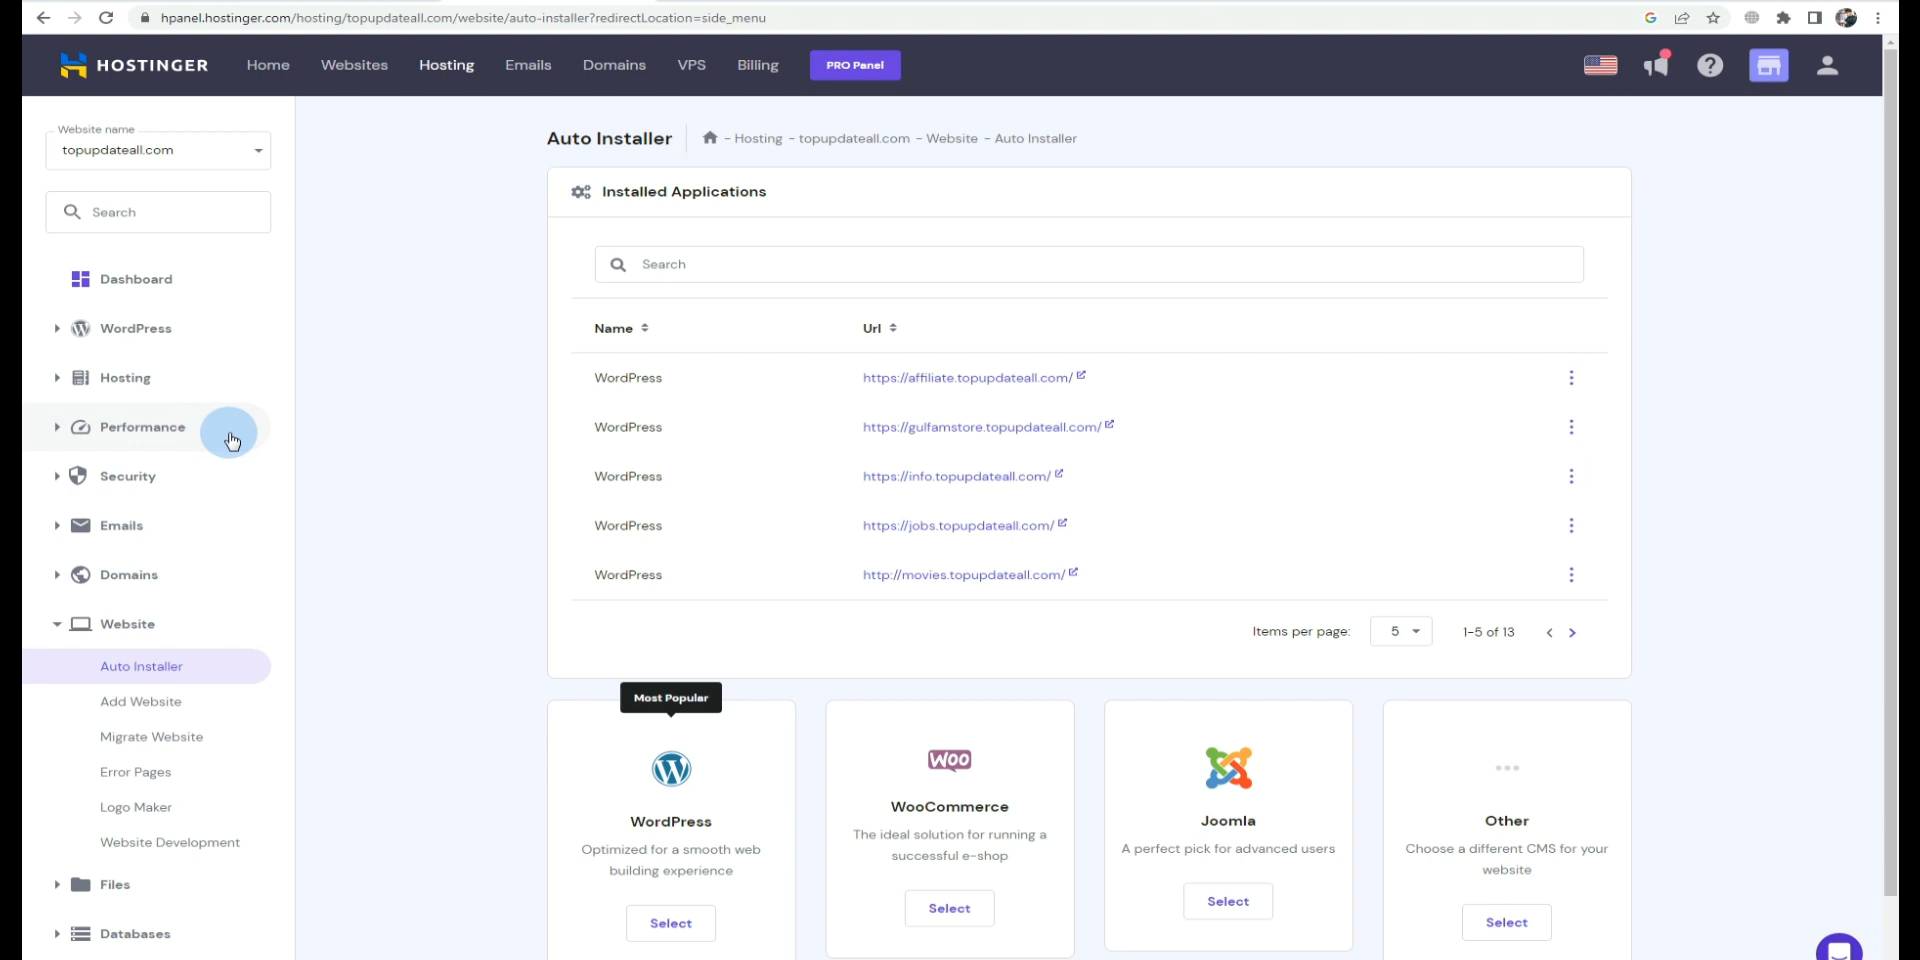 hpanel.hostinger.com/hosting/topupdateall.com/website/auto-installer?redirectLocation=side_menu
HOSTINGER
Home
Websites
Hosting
Emails
Domains
VPS
Billing
PRO Panel
Website name
topupdateall.com
Search
Dashboard
WordPress
Hosting
Performance
Security
Emails
Domains
Website
Auto Installer
Add Website
Migrate Website
Error Pages
Logo Maker
Website Development
Files
Databases
Auto Installer
- Hosting - topupdateall.com - Website - Auto Installer
Installed Applications
Search
Name
Url
WordPress
https://affiliate.topupdateall.com/
WordPress
https://gulfamstore.topupdateall.com/
WordPress
https://info.topupdateall.com/
WordPress
https://jobs.topupdateall.com/
WordPress
http://movies.topupdateall.com/
Items per page:
5
1-5 of 13
Most Popular
WordPress
Optimized for a smooth web
building experience
Select
WOO
WooCommerce
The ideal solution for running a
successful e-shop
Select
Joomla
A perfect pick for advanced users
Select
Other
Choose a different CMS for your
website
Select